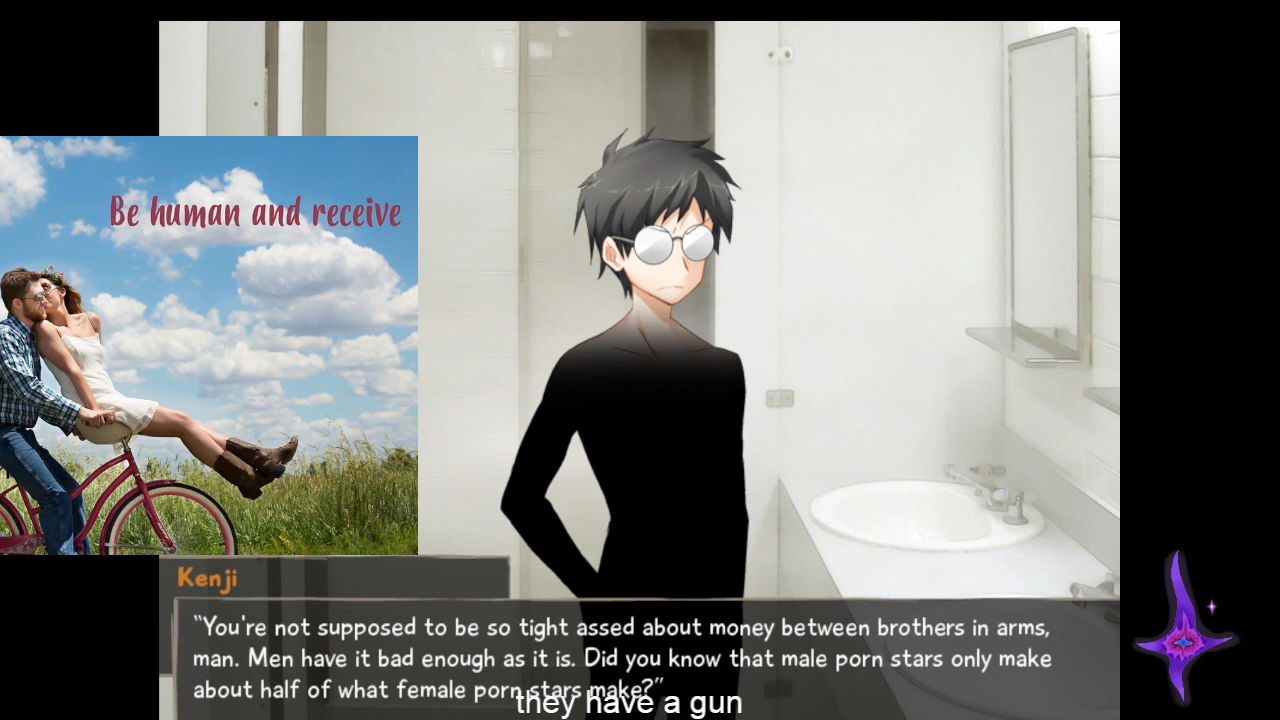 Be human and receive
Kenji
“You're not supposed to be so tight assed about money between brothers in arms,
man. Men have it bad enough as it is. Did you know that male porn stars only make
about half of what female porn stars make?”
they have a gun